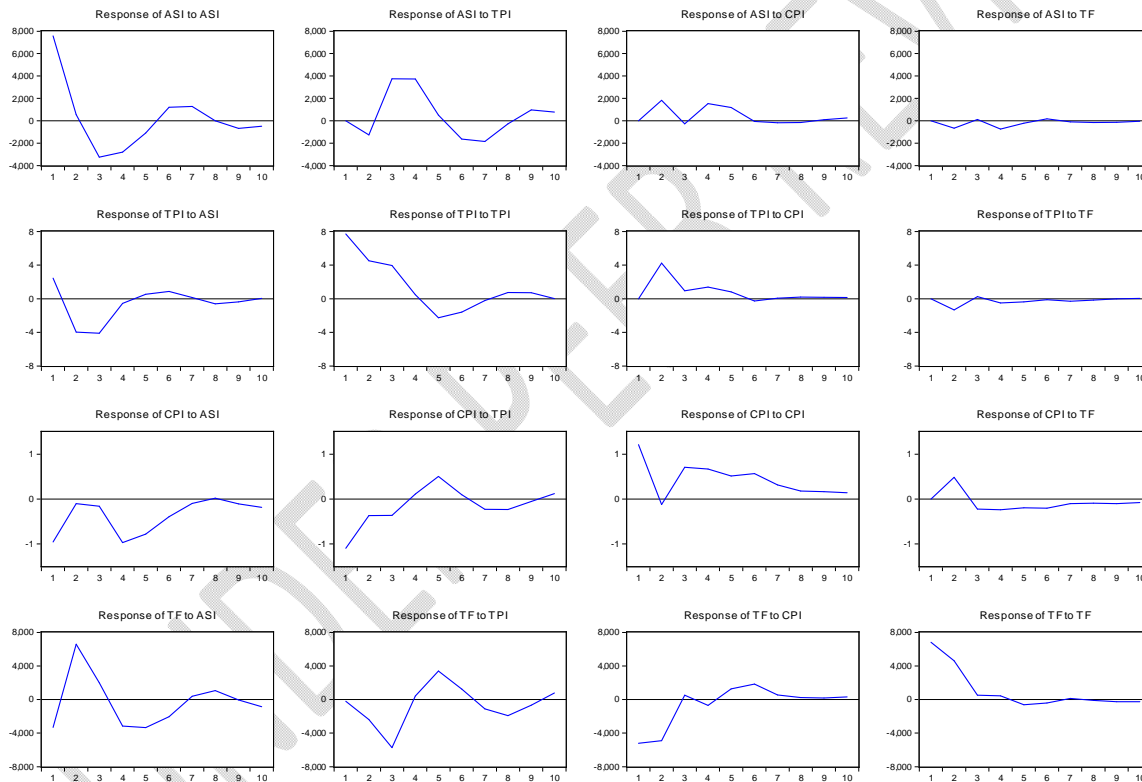 Response of ASI to ASI
Response of ASI to TPI
Response of ASI to CPI
Response of ASI to TF
8,000
6,000
4,000
2,000
0
-2,000
-4,000
1 2 3 4 5 6 7 8 9 10
8,000
6,000
4,000
2,000
0
-2,000
-4,000
1 2 3 4 5 6 7 8 9 10
8,000
6,000
4,000
2,000
0
-2,000
-4,000
1 2 3 4 5 6 7 8 9 10
8,000
6,000
4,000
2,000
0
-2,000
-4,000
1 2 3 4 5 6 7 8 9 10
Response of TPI to ASI
Response of TPI to TPI
Response of TPI to CPI
Response of TPI to TF
8
4
0
-4
-8
1 2 3 4 5 6 7 8 9 10
8
4
0
-4
-8
1 2 3 4 5 6 7 8 9 10
8
4
0
-4
-8
1 2 3 4 5 6 7 8 9 10
8
4
0
-4
-8
1 2 3 4 5 6 7 8 9 10
Response of CPI to ASI
Response of CPI to TPI
Response of CPI to CPI
Response of CPI to TF
1
0
-1
1 2 3 4 5 6 7 8 9 10
1
0
-1
1 2 3 4 5 6 7 8 9 10
1
0
-1
1 2 3 4 5 6 7 8 9 10
1
0
-1
1 2 3 4 5 6 7 8 9 10
Response of TF to ASI
Response of TF to TPI
Response of TF to CPI
Response of TF to TF
8,000
4,000
0
-4,000
-8,000
1 2 3 4 5 6 7 8 9 10
8,000
4,000
0
-4,000
-8,000
1 2 3 4 5 6 7 8 9 10
8,000
4,000
0
-4,000
-8,000
1 2 3 4 5 6 7 8 9 10
8,000
4,000
0
-4,000
-8,000
1 2 3 4 5 6 7 8 9 10